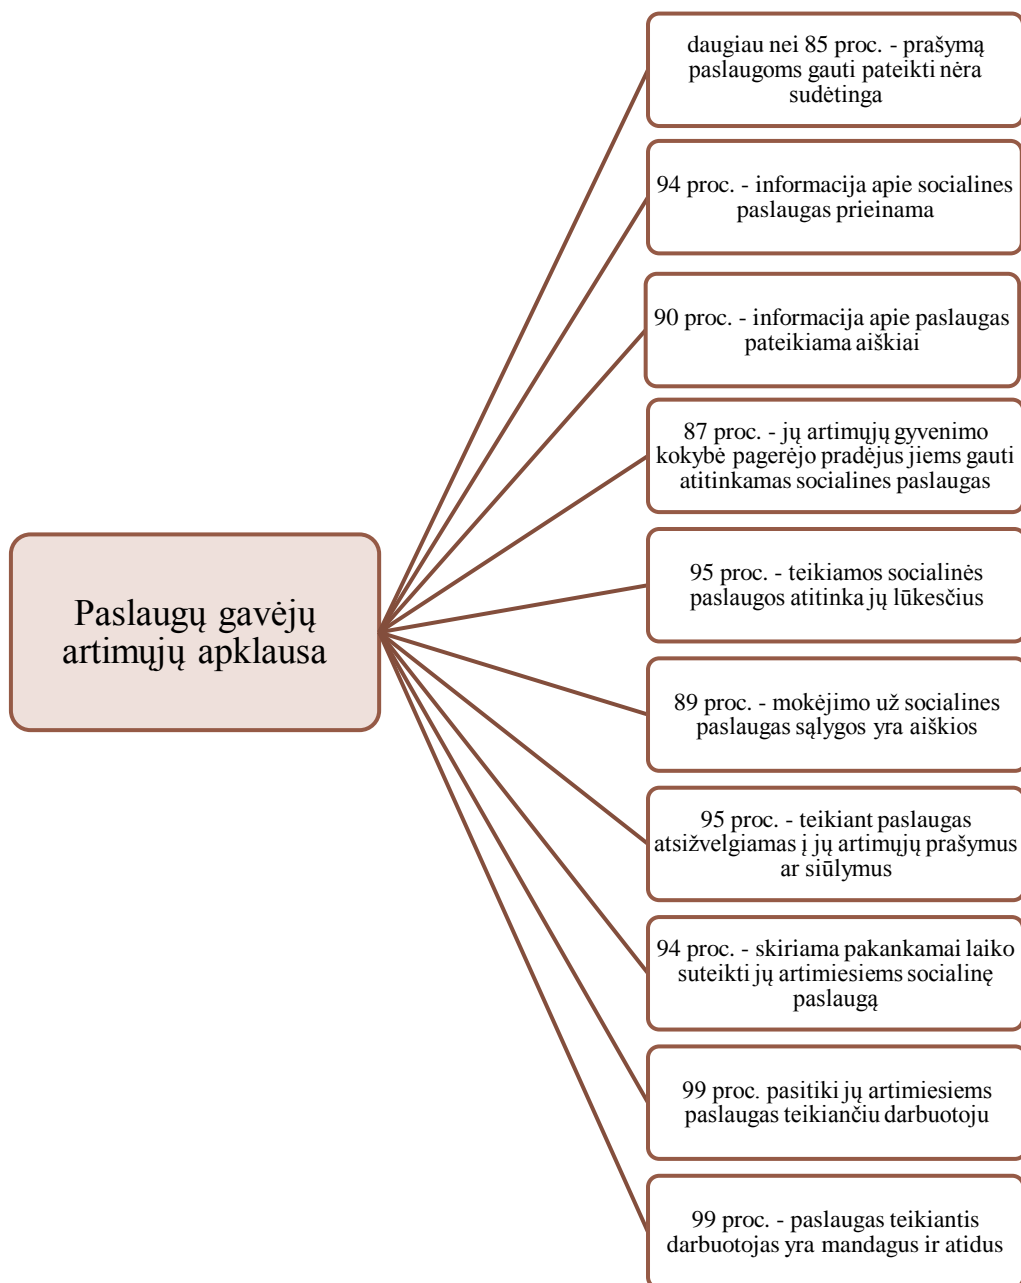 daugiau nei 85 proc. - prašymą
paslaugoms gauti pateikti nėra
sudėtinga
94 proc. - informacija apie socialines
paslaugas prieinama
90 proc. - informacija apie paslaugas
pateikiama aiškiai
87 proc. - jų artimųjų gyvenimo
kokybė pagerėjo pradėjus jiems gauti
atitinkamas socialines paslaugas
Paslaugų gavėjų
artimųjų apklausa
95 proc. - teikiamos socialinės
paslaugos atitinka jų lūkesčius
89 proc. - mokėjimo už socialines
paslaugas sąlygos yra aiškios
95 proc. - teikiant paslaugas
atsižvelgiamas į jų artimųjų prašymus
ar siūlymus
94 proc. - skiriama pakankamai laiko
suteikti jų artimiesiems socialinę
paslaugą
99 proc. pasitiki jų artimiesiems
paslaugas teikiančiu darbuotoju
99 proc. - paslaugas teikiantis
darbuotojas yra mandagus ir atidus